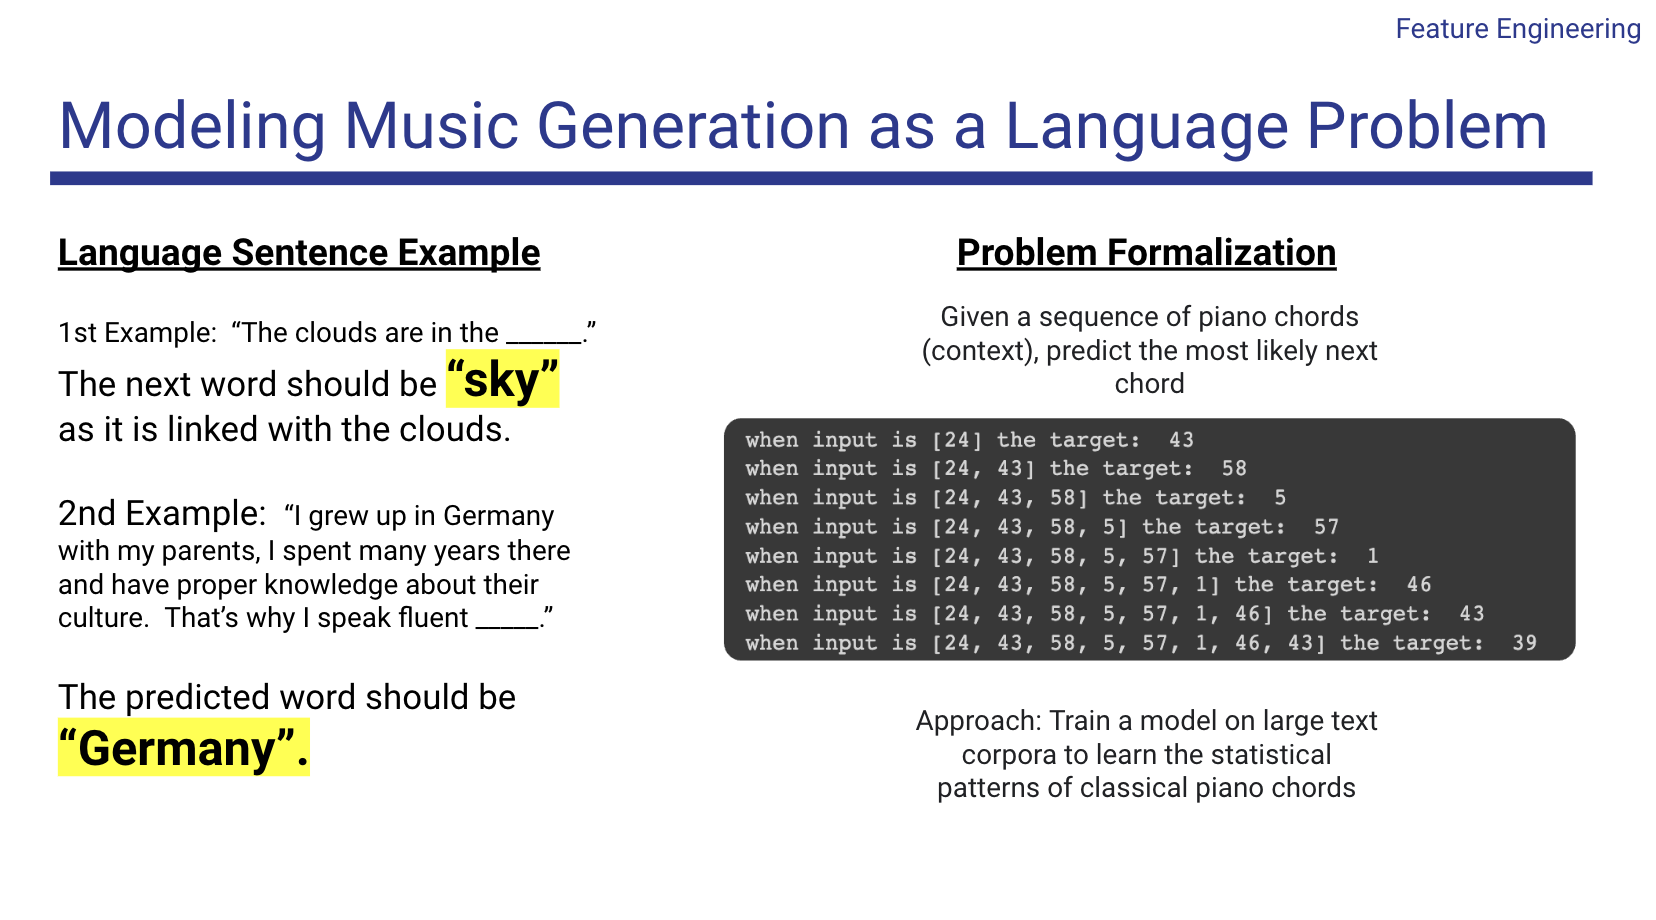 Feature Engineering
Modeling Music Generation as a Language Problem
Language Sentence Example
1st Example: “The clouds are in the ______.”
The next word should be “sky”
as it is linked with the clouds.
2nd Example: “I grew up in Germany
with my parents, I spent many years there
and have proper knowledge about their
culture. That’s why I speak fluent _____.”
The predicted word should be
“Germany”.
Problem Formalization
Given a sequence of piano chords
(context), predict the most likely next
chord
when input is [24] the target: 43
when input is [24, 43] the target: 58
when input is [24, 43, 58] the target: 5
when input is [24, 43, 58, 5] the target: 57
when input is [24, 43, 58, 5, 57] the target: 1
when input is [24, 43, 58, 5, 57, 1] the target: 46
when input is [24, 43, 58, 5, 57, 1, 46] the target: 43
when input is [24, 43, 58, 5, 57, 1, 46, 43] the target: 39
Approach: Train a model on large text
corpora to learn the statistical
patterns of classical piano chords